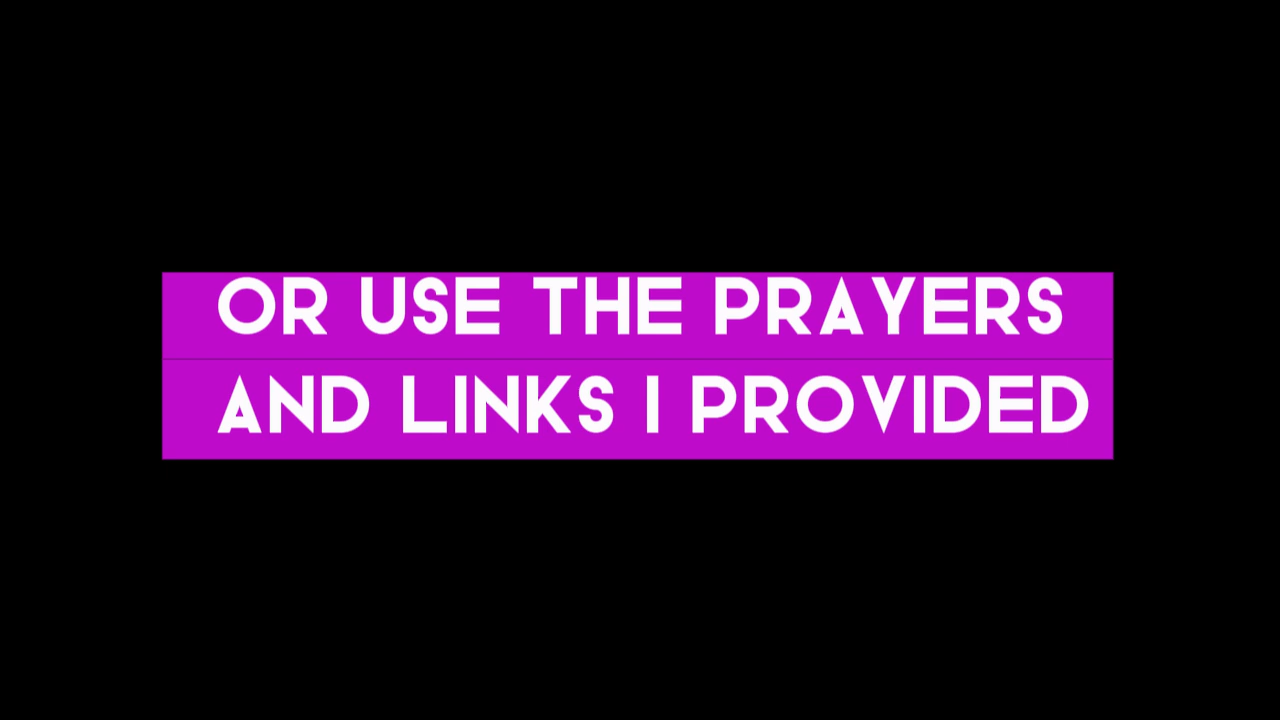 OR USE THE PRAYERS
AND LINKS I PROVIDED